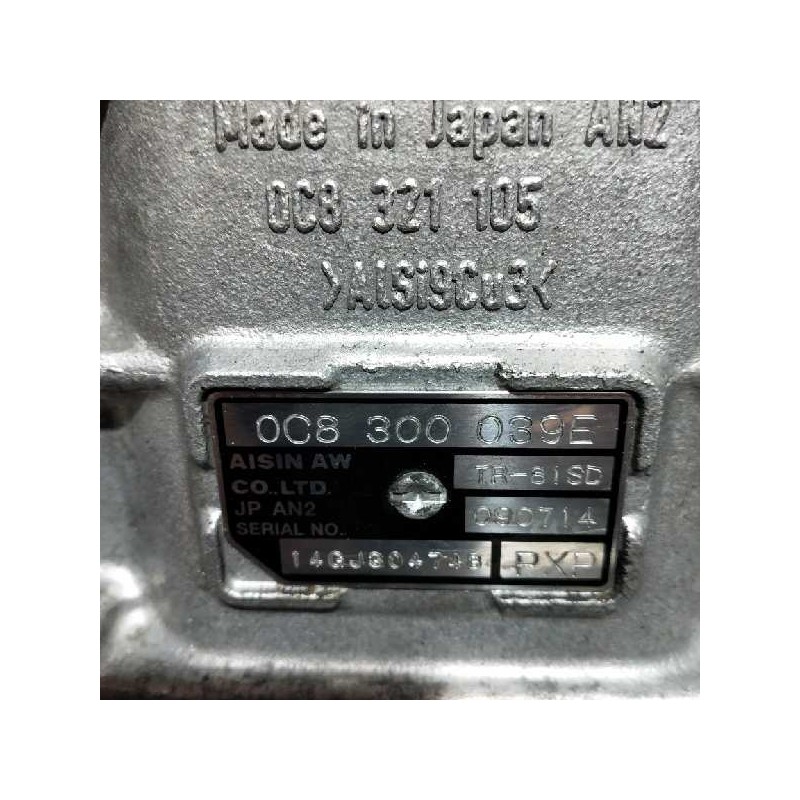 Made in Japan AN2
0C8 321 105
>AlSi9Cu3<
0C8 300 039E
AISIN AW
CO.,LTD.
TR-81SD
JP AN2
090714
SERIAL NO.
PXP